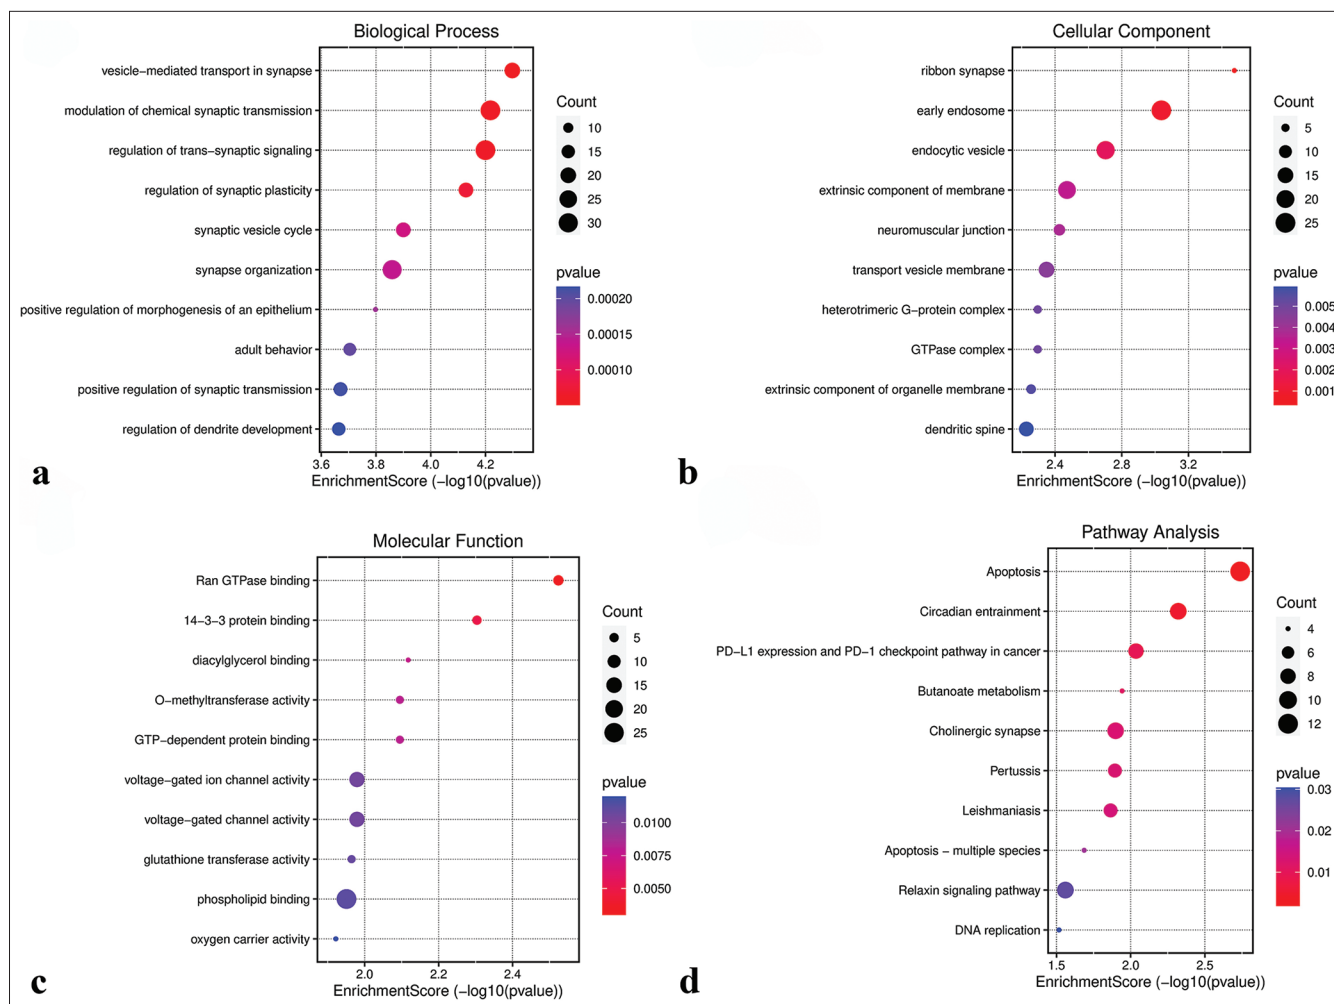 Biological Process
vesicle−mediated transport in synapse
modulation of chemical synaptic transmission
regulation of trans−synaptic signaling
regulation of synaptic plasticity
synaptic vesicle cycle
synapse organization
positive regulation of morphogenesis of an epithelium
adult behavior
positive regulation of synaptic transmission
regulation of dendrite development
3.6 3.8 4.0 4.2
EnrichmentScore (−log10(pvalue))
Count
10
15
20
25
30
pvalue
0.00020
0.00015
0.00010
a
Cellular Component
ribbon synapse
early endosome
endocytic vesicle
extrinsic component of membrane
neuromuscular junction
transport vesicle membrane
heterotrimeric G−protein complex
GTPase complex
extrinsic component of organelle membrane
dendritic spine
2.4 2.8 3.2
EnrichmentScore (−log10(pvalue))
Count
5
10
15
20
25
pvalue
0.005
0.004
0.003
0.002
0.001
b
Molecular Function
Ran GTPase binding
14−3−3 protein binding
diacylglycerol binding
O−methyltransferase activity
GTP−dependent protein binding
voltage−gated ion channel activity
voltage−gated channel activity
glutathione transferase activity
phospholipid binding
oxygen carrier activity
2.0 2.2 2.4
EnrichmentScore (−log10(pvalue))
Count
5
10
15
20
25
pvalue
0.0100
0.0075
0.0050
c
Pathway Analysis
Apoptosis
Circadian entrainment
PD−L1 expression and PD−1 checkpoint pathway in cancer
Butanoate metabolism
Cholinergic synapse
Pertussis
Leishmaniasis
Apoptosis − multiple species
Relaxin signaling pathway
DNA replication
1.5 2.0 2.5
EnrichmentScore (−log10(pvalue))
Count
4
6
8
10
12
pvalue
0.03
0.02
0.01
d